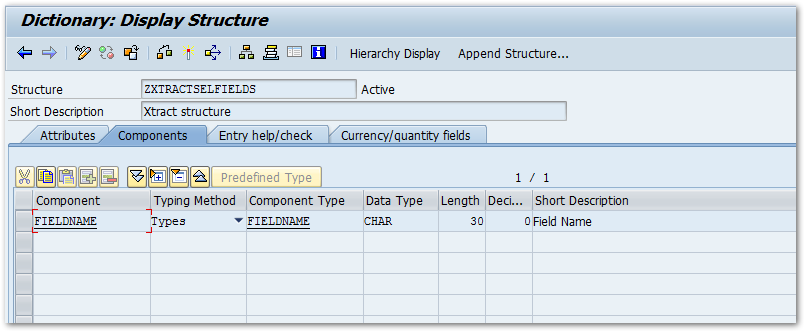 Dictionary: Display Structure
Hierarchy Display Append Structure...
Structure ZXTRACTSELFIELDS Active
Short Description Xtract structure
Attributes Components Entry help/check Currency/quantity fields
Predefined Type 1 / 1
Component Typing Method Component Type Data Type Length Deci... Short Description
FIELDNAME Types FIELDNAME CHAR 30 0 Field Name